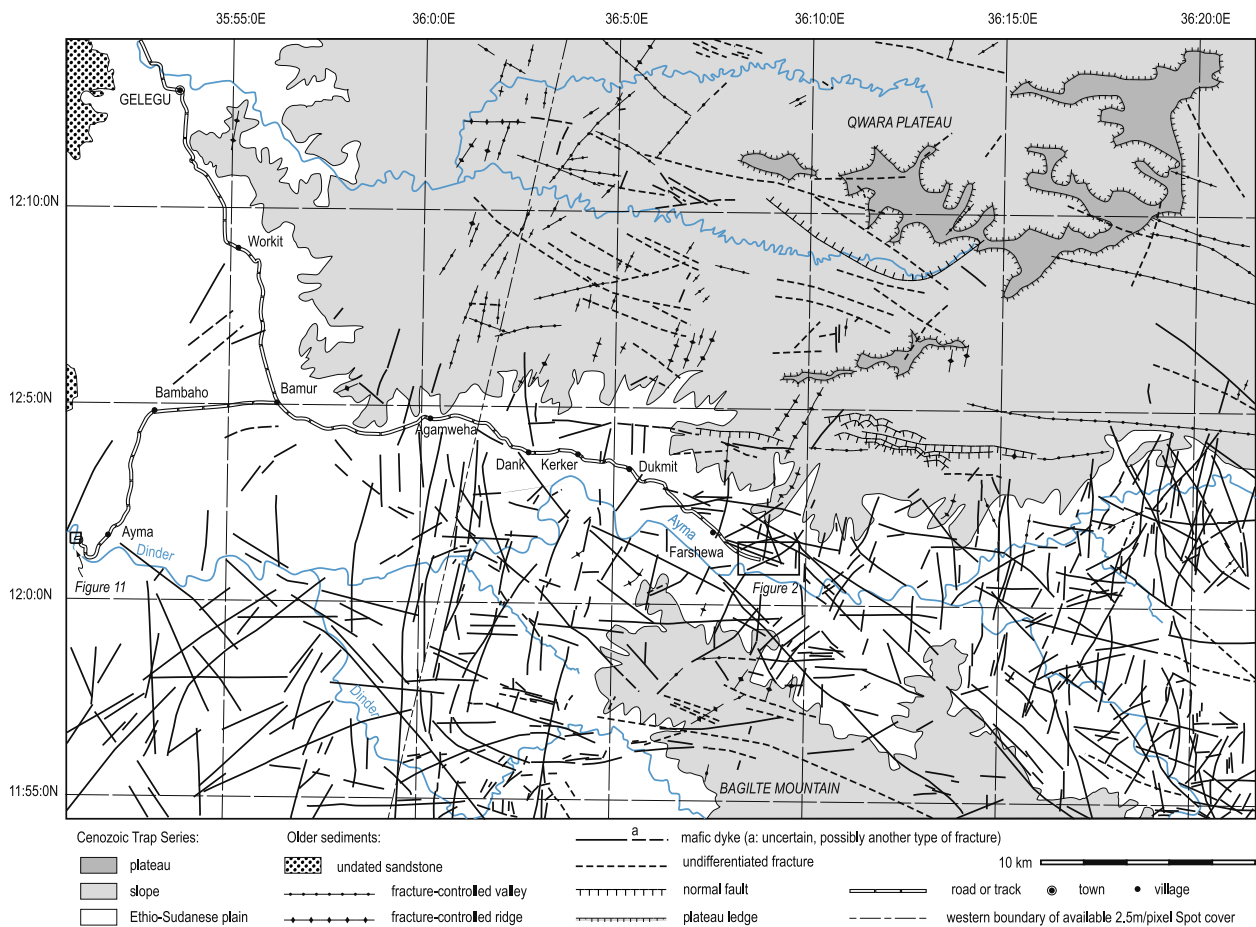 35:55:0E 36:0:0E 36:5:0E 36:10:0E 36:15:0E 36:20:0E
GELEGU
QWARA PLATEAU
12:10:0N
Workit
12:5:0N
Bambaho
Bamur
Agamweha
Dank
Kerker
Dukmit
Ayma
Farshewa
Ayma
Dinder
Figure 11
Figure 2
12:0:0N
Dinder
11:55:0N
BAGILTE MOUNTAIN
Cenozoic Trap Series:
plateau
slope
Ethio-Sudanese plain
Older sediments:
undated sandstone
fracture-controlled valley
fracture-controlled ridge
a
mafic dyke (a: uncertain, possibly another type of fracture)
undifferentiated fracture
normal fault
plateau ledge
10 km
road or track
town
village
western boundary of available 2.5m/pixel Spot cover